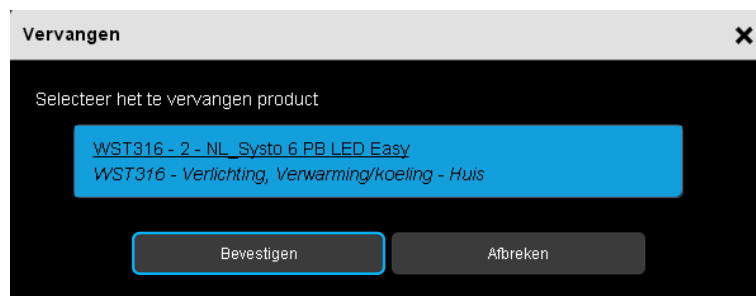 Vervangen
Selecteer het te vervangen product
WST316 - 2 - NL_Systo 6 PB LED Easy
WST316 - Verlichting, Verwarming/koeling - Huis
Bevestigen Afbreken